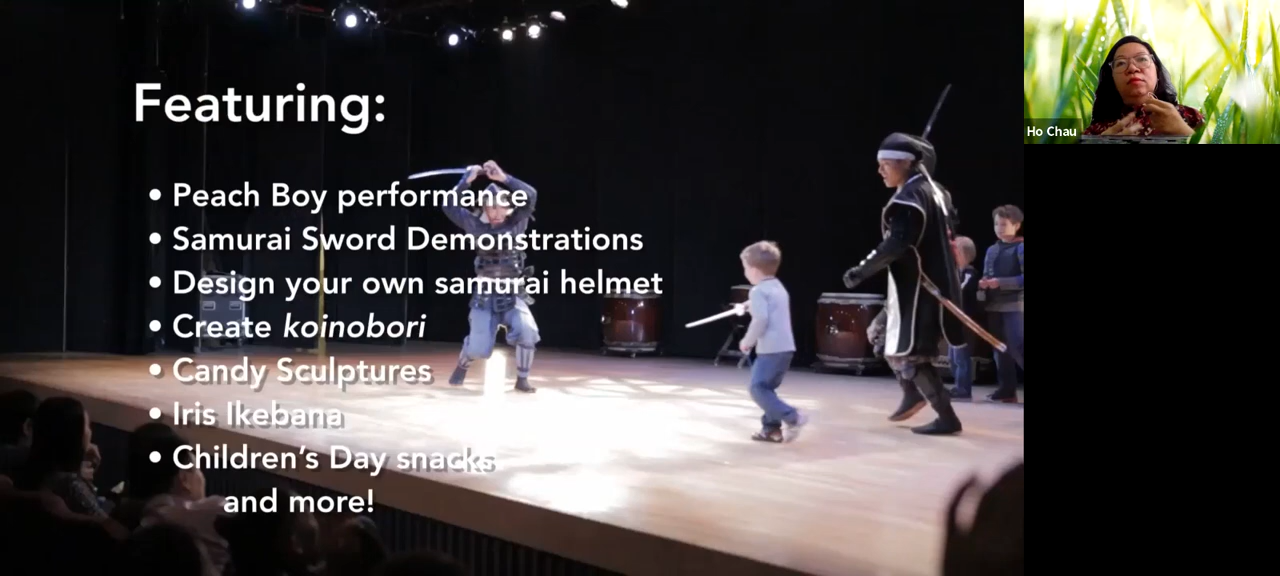 Featuring:
• Peach Boy performance
• Samurai Sword Demonstrations
• Design your own samurai helmet
• Create koinobori
• Candy Sculptures
• Iris Ikebana
• Children's Day snacks
and more!
Ho Chau